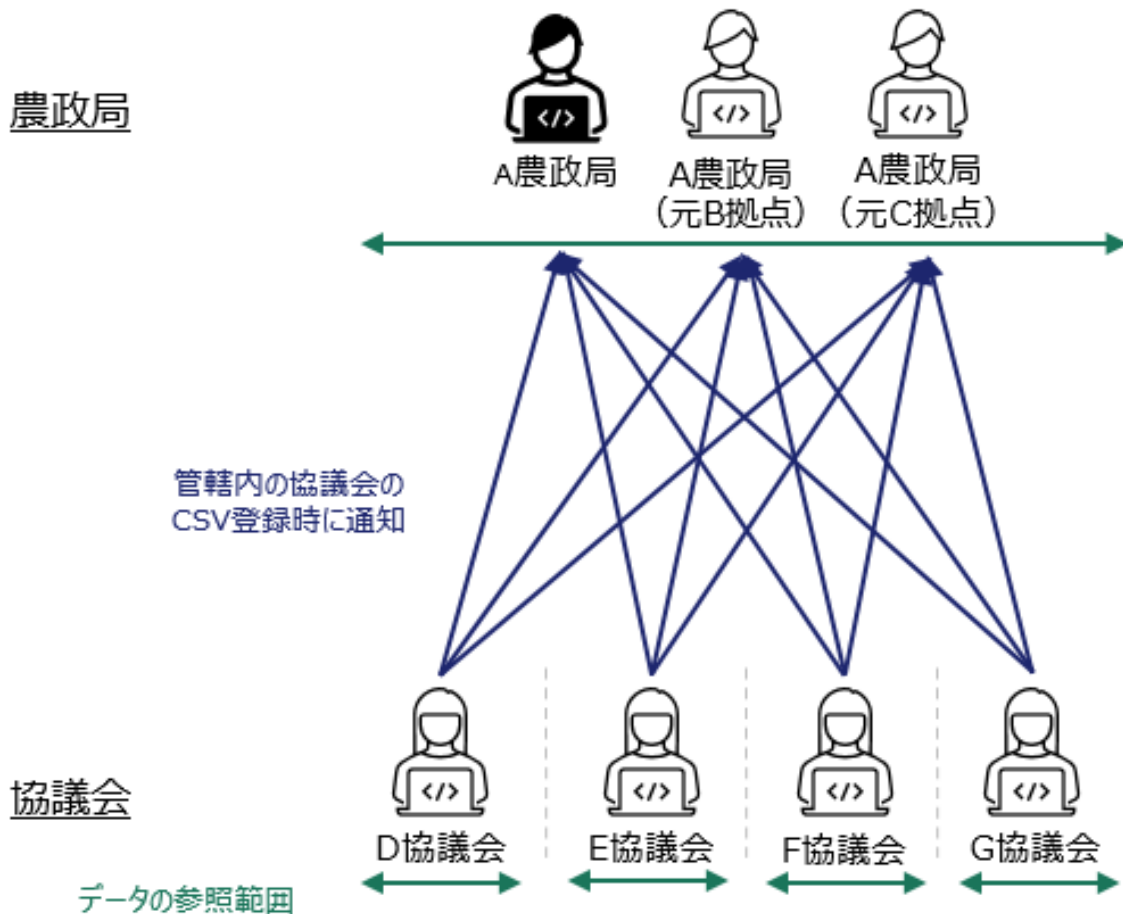 農政局
</>
</>
</>
A農政局
A農政局
(元B拠点)
A農政局
(元C拠点)
管轄内の協議会の
CSV登録時に通知
協議会
</>
</>
</>
</>
D協議会
E協議会
F協議会
G協議会
データの参照範囲